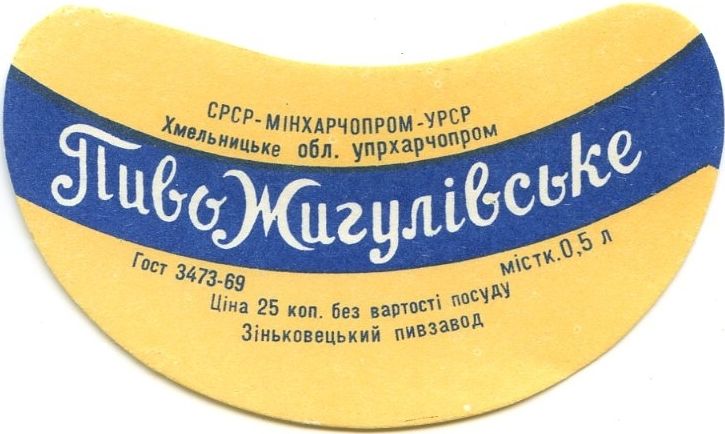 СРСР-МІНХАРЧОПРОМ-УРСР
Хмельницьке обл. упрхарчопром
Пиво Жигулівське
Гост 3473-69
містк.0,5 л
Ціна 25 коп. без вартості посуду
Зіньковецький пивзавод